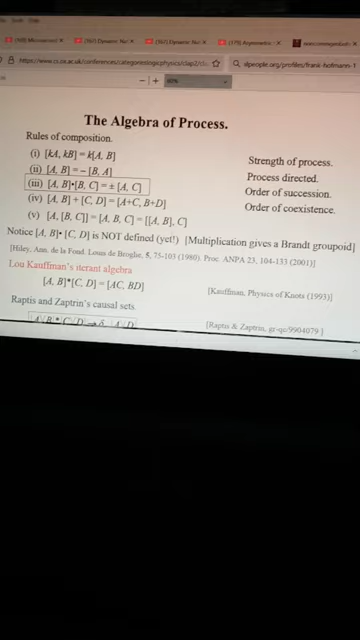 https://www.cs.ox.ac.uk/conferences/categorieslogicphysics/clap2/
80%
The Algebra of Process.
Rules of composition.
(i) [kA, kB] = k[A, B] Strength of process.
(ii) [A, B] = – [B, A] Process directed.
(iii) [A, B]•[B, C] = ± [A, C] Order of succession.
(iv) [A, B] + [C, D] = [A+C, B+D] Order of coexistence.
(v) [A, [B, C]] = [A, B, C] = [[A, B], C]
Notice [A, B]• [C, D] is NOT defined (yet!) [Multiplication gives a Brandt groupoid]
[Hiley, Ann. de la Foud. Louis de Broglie, 5, 75-103 (1980). Proc. ANPA 23, 104-133 (2001)]
Lou Kauffman's iterant algebra
[A, B]*[C, D] = [AC, BD] [Kauffman, Physics of Knots (1993)]
Raptis and Zaptrin's causal sets.
[Raptis & Zaptrin, gr-qc/9904079 ]